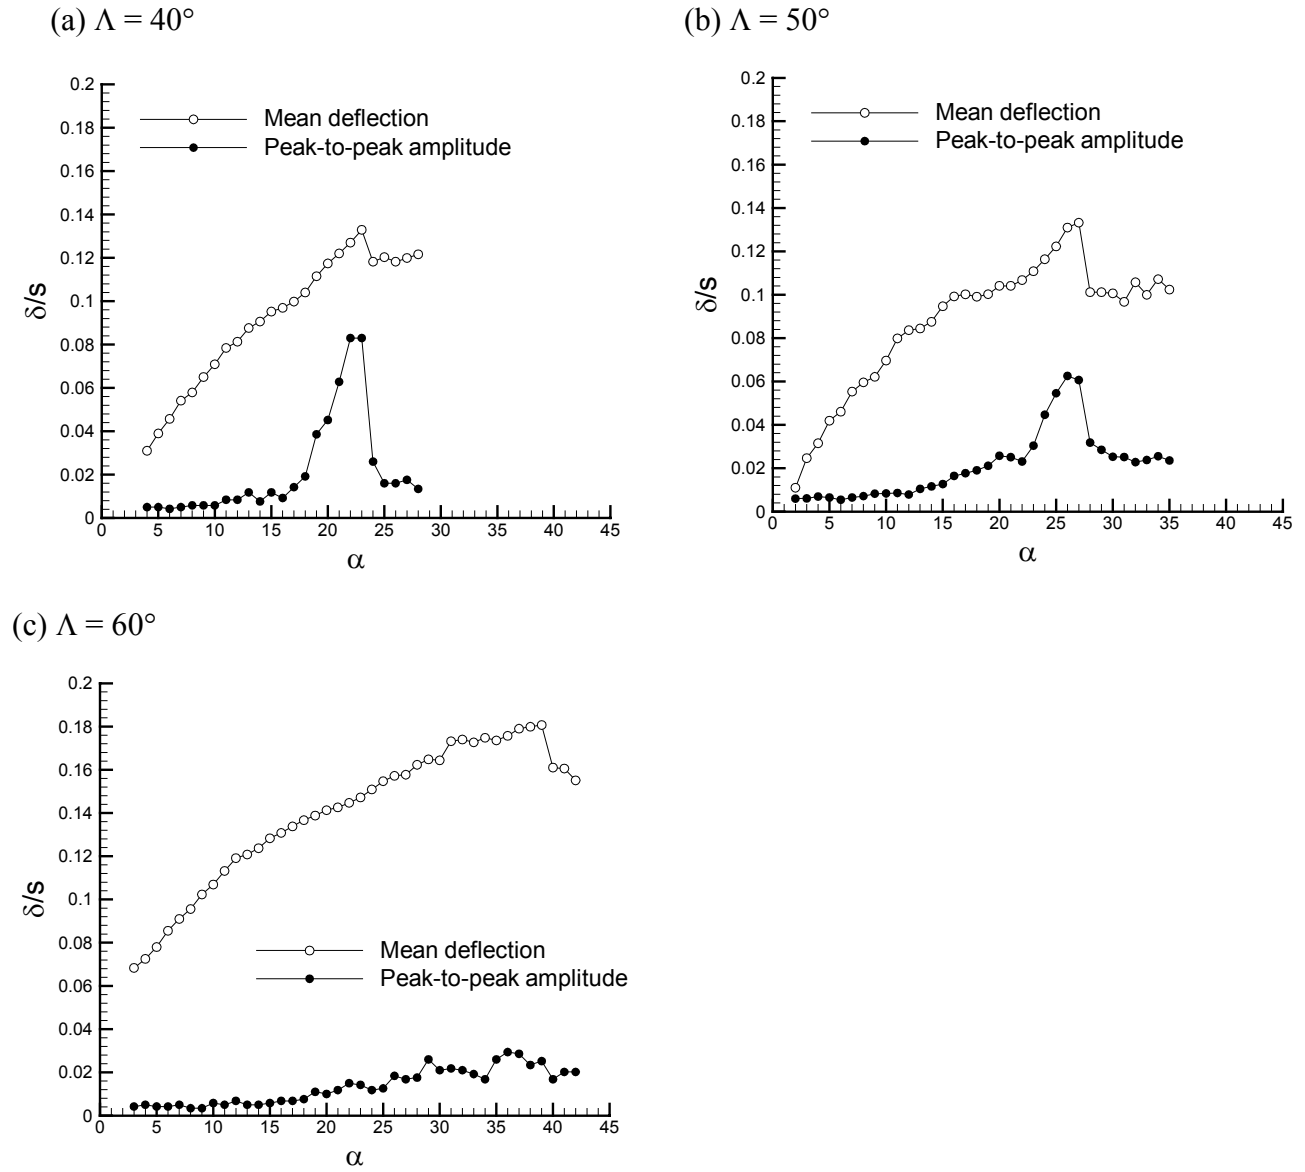 (a) Λ = 40°
0.2
0.18
0.16
0.14
0.12
0.1
0.08
0.06
0.04
0.02
0
δ/s
Mean deflection
Peak-to-peak amplitude
0 5 10 15 20 25 30 35 40 45
α
(b) Λ = 50°
0.2
0.18
0.16
0.14
0.12
0.1
0.08
0.06
0.04
0.02
0
δ/s
Mean deflection
Peak-to-peak amplitude
0 5 10 15 20 25 30 35 40 45
α
(c) Λ = 60°
0.2
0.18
0.16
0.14
0.12
0.1
0.08
0.06
0.04
0.02
0
δ/s
Mean deflection
Peak-to-peak amplitude
0 5 10 15 20 25 30 35 40 45
α